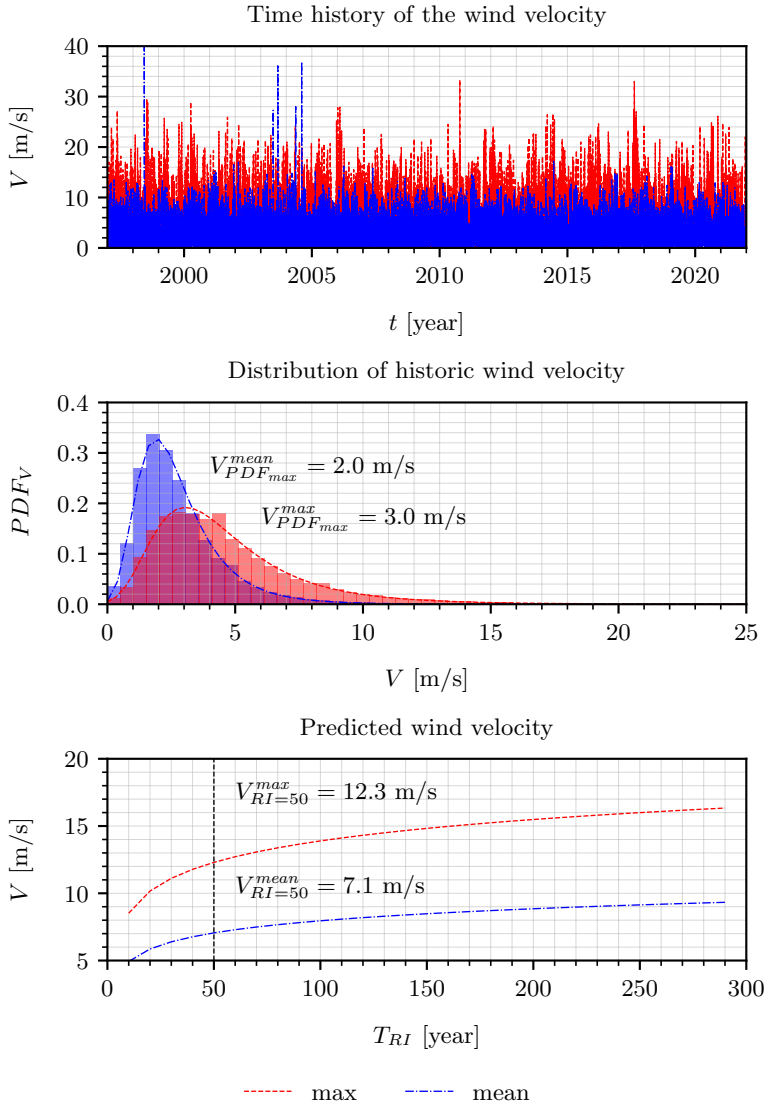 Time history of the wind velocity
40
30
20
10
0
V [m/s]
2000 2005 2010 2015 2020
t [year]
Distribution of historic wind velocity
0.4
0.3
0.2
0.1
0.0
PDF_V
V^{mean}_{PDF_{max}} = 2.0 m/s
V^{max}_{PDF_{max}} = 3.0 m/s
0 5 10 15 20 25
V [m/s]
Predicted wind velocity
20
15
10
5
V [m/s]
V^{max}_{RI=50} = 12.3 m/s
V^{mean}_{RI=50} = 7.1 m/s
0 50 100 150 200 250 300
T_{RI} [year]
max mean